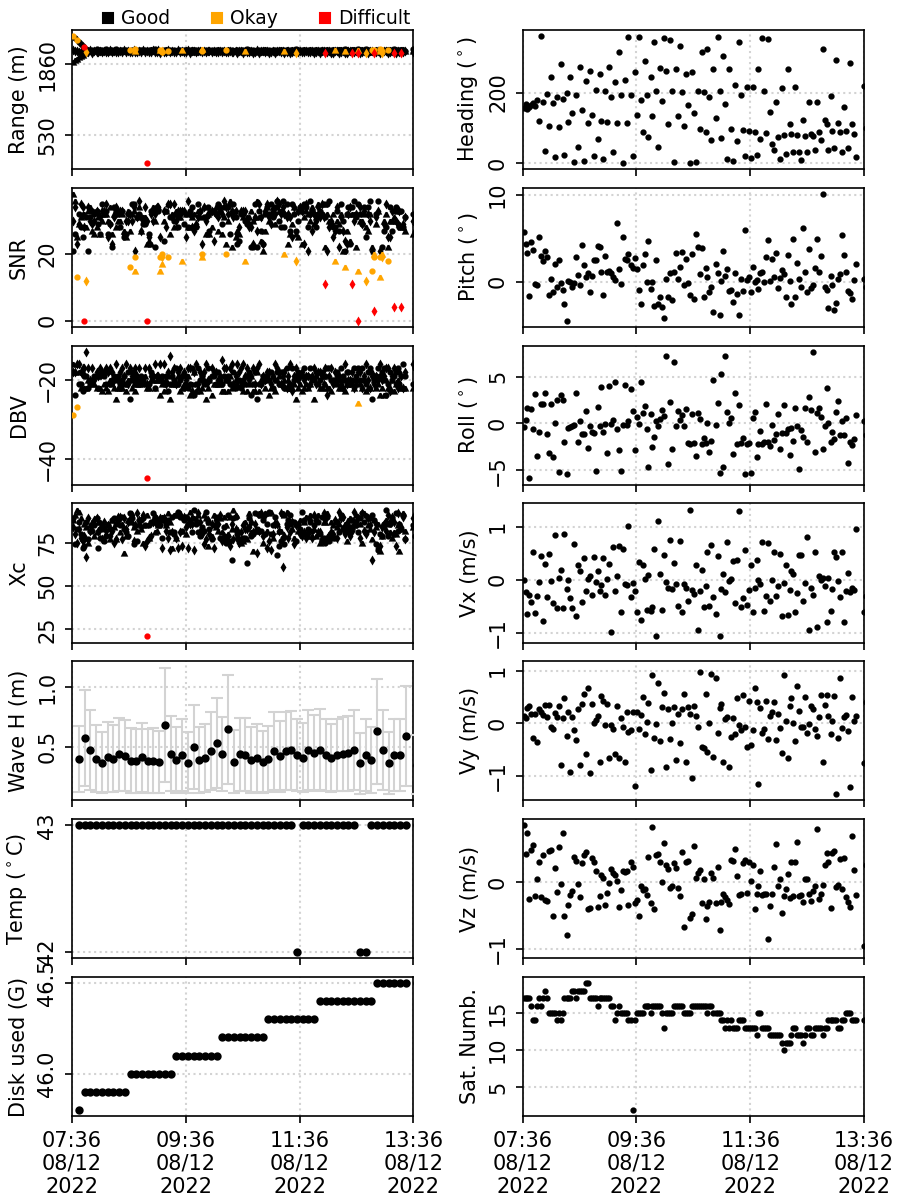 Good Okay Difficult
Range (m)
1860
530
Heading (°)
200
0
SNR
20
0
Pitch (°)
10
0
DBV
−20
−40
Roll (°)
5
0
−5
Xc
75
50
25
Vx (m/s)
1
0
−1
Wave H (m)
1.0
0.5
Vy (m/s)
1
0
−1
Temp (°C)
43
42
Vz (m/s)
0
−1
Disk used (G)
46.5
46.0
Sat. Numb.
15
10
5
07:36 09:36 11:36 13:36
08/12 08/12 08/12 08/12
2022 2022 2022 2022
07:36 09:36 11:36 13:36
08/12 08/12 08/12 08/12
2022 2022 2022 2022